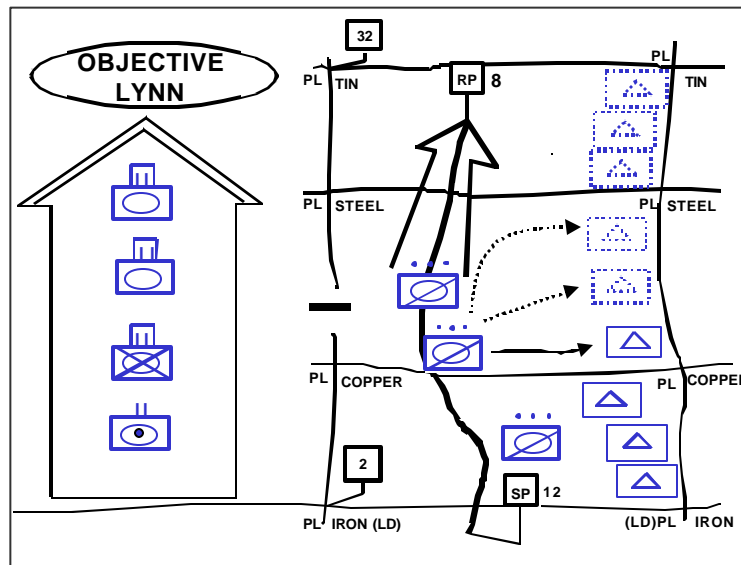 32
OBJECTIVE
LYNN
PL TIN
RP 8
PL
TIN
PL STEEL
PL STEEL
PL COPPER
PL COPPER
2
SP 12
PL IRON (LD)
(LD) PL IRON